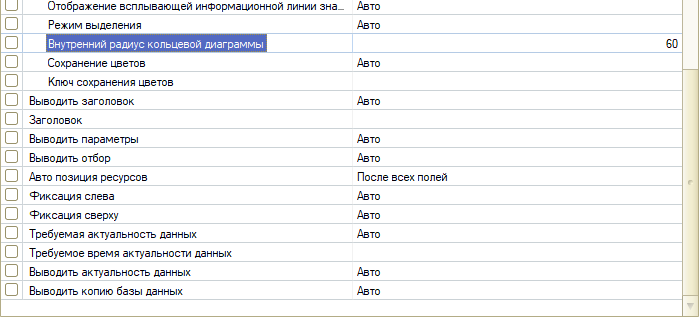 Отображение всплывающей информационной линии зна... Авто
Режим выделения Авто
Внутренний радиус кольцевой диаграммы 60
Сохранение цветов Авто
Ключ сохранения цветов
Выводить заголовок Авто
Заголовок
Выводить параметры Авто
Выводить отбор Авто
Авто позиция ресурсов После всех полей
Фиксация слева Авто
Фиксация сверху Авто
Требуемая актуальность данных Авто
Требуемое время актуальности данных
Выводить актуальность данных Авто
Выводить копию базы данных Авто